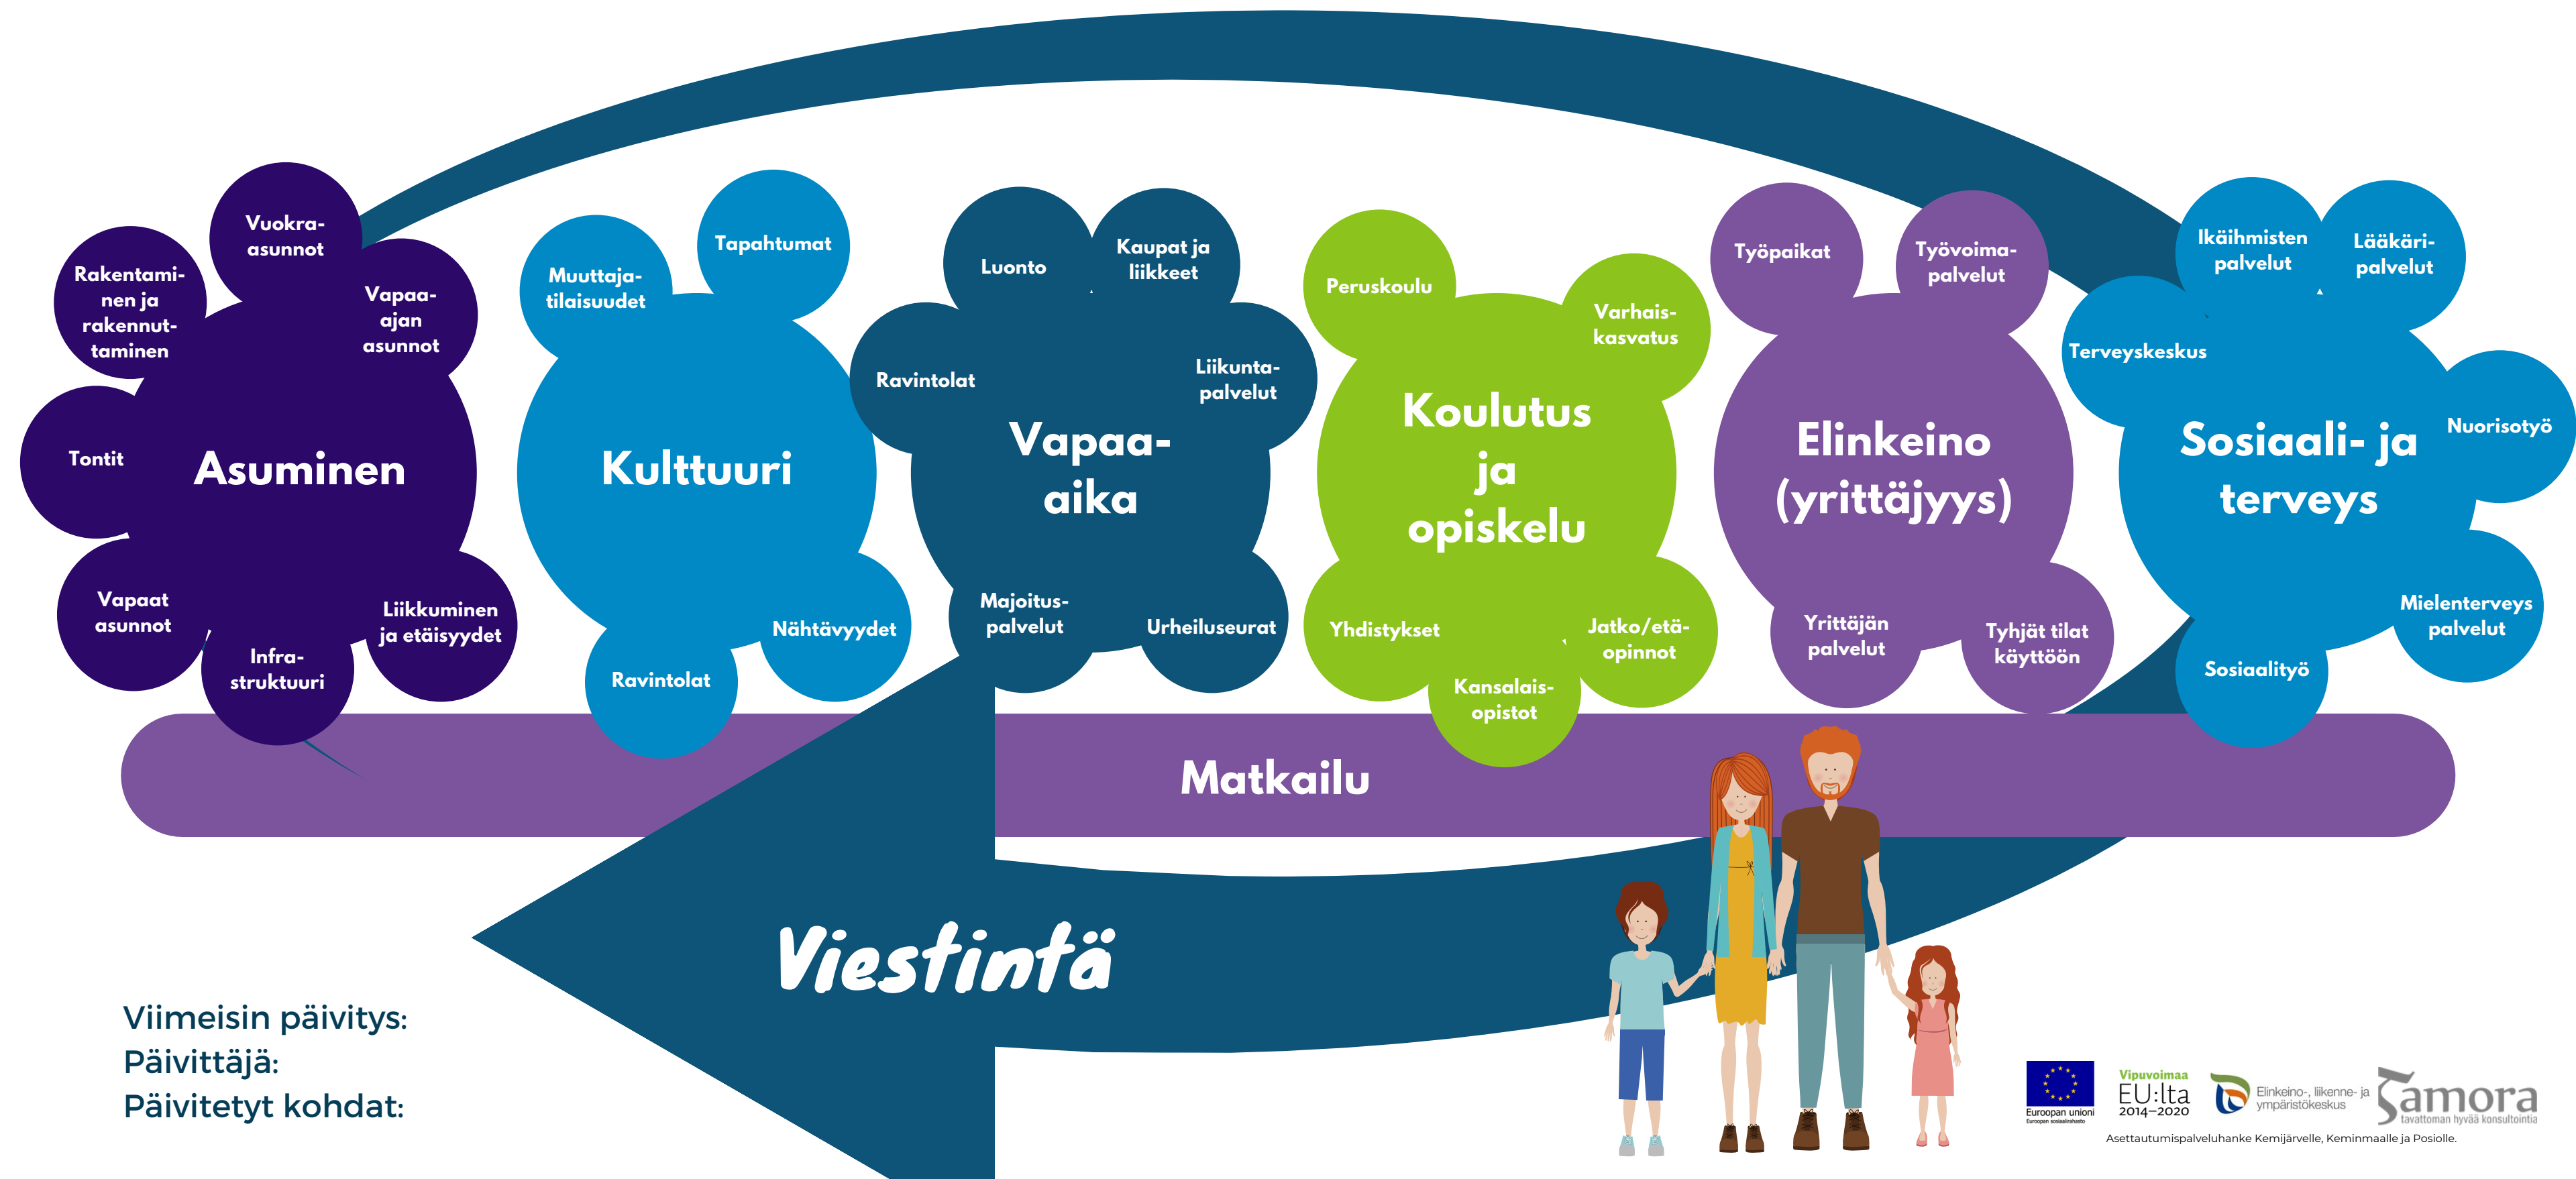 Rakentami-
nen ja
rakennut-
taminen
Vuokra-
asunnot
Vapaa-
ajan
asunnot
Tontit
Asuminen
Vapaat
asunnot
Infra-
struktuuri
Liikkuminen
ja etäisyydet
Muuttaja-
tilaisuudet
Tapahtumat
Kulttuuri
Ravintolat
Nähtävyydet
Luonto
Kaupat ja
liikkeet
Ravintolat
Liikunta-
palvelut
Vapaa-
aika
Majoitus-
palvelut
Urheiluseurat
Peruskoulu
Varhais-
kasvatus
Koulutus
ja
opiskelu
Yhdistykset
Kansalais-
opistot
Jatko/etä-
opinnot
Työpaikat
Työvoima-
palvelut
Elinkeino
(yrittäjyys)
Yrittäjän
palvelut
Tyhjät tilat
käyttöön
Ikäihmisten
palvelut
Lääkäri-
palvelut
Terveyskeskus
Nuorisotyö
Sosiaali- ja
terveys
Mielenterveys
palvelut
Sosiaalityö
Matkailu
Viestintä
Viimeisin päivitys:
Päivittäjä:
Päivitetyt kohdat:
Euroopan unioni
Euroopan sosiaalirahasto
Vipuvoimaa
EU:lta
2014–2020
Elinkeino-, liikenne- ja
ympäristökeskus
Tamora
tavattoman hyvää konsultointia
Asettautumispalveluhanke Kemijärvelle, Keminmaalle ja Posiolle.